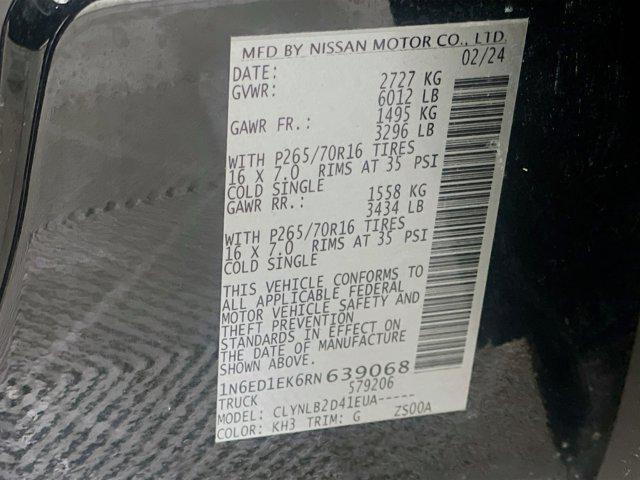 MFD BY NISSAN MOTOR CO., LTD.
DATE: 02/24
GVWR: 2727 KG
6012 LB
GAWR FR.: 1495 KG
3296 LB
WITH P265/70R16 TIRES
16 X 7.0 RIMS AT 35 PSI
COLD SINGLE
GAWR RR.: 1558 KG
3434 LB
WITH P265/70R16 TIRES
16 X 7.0 RIMS AT 35 PSI
COLD SINGLE
THIS VEHICLE CONFORMS TO
ALL APPLICABLE FEDERAL
MOTOR VEHICLE SAFETY AND
THEFT PREVENTION
STANDARDS IN EFFECT ON
THE DATE OF MANUFACTURE
SHOWN ABOVE.
1N6ED1EK6RN 639068
TRUCK 579206
MODEL: CLYNLB2D41EUA-----
COLOR: KH3 TRIM: G ZS00A